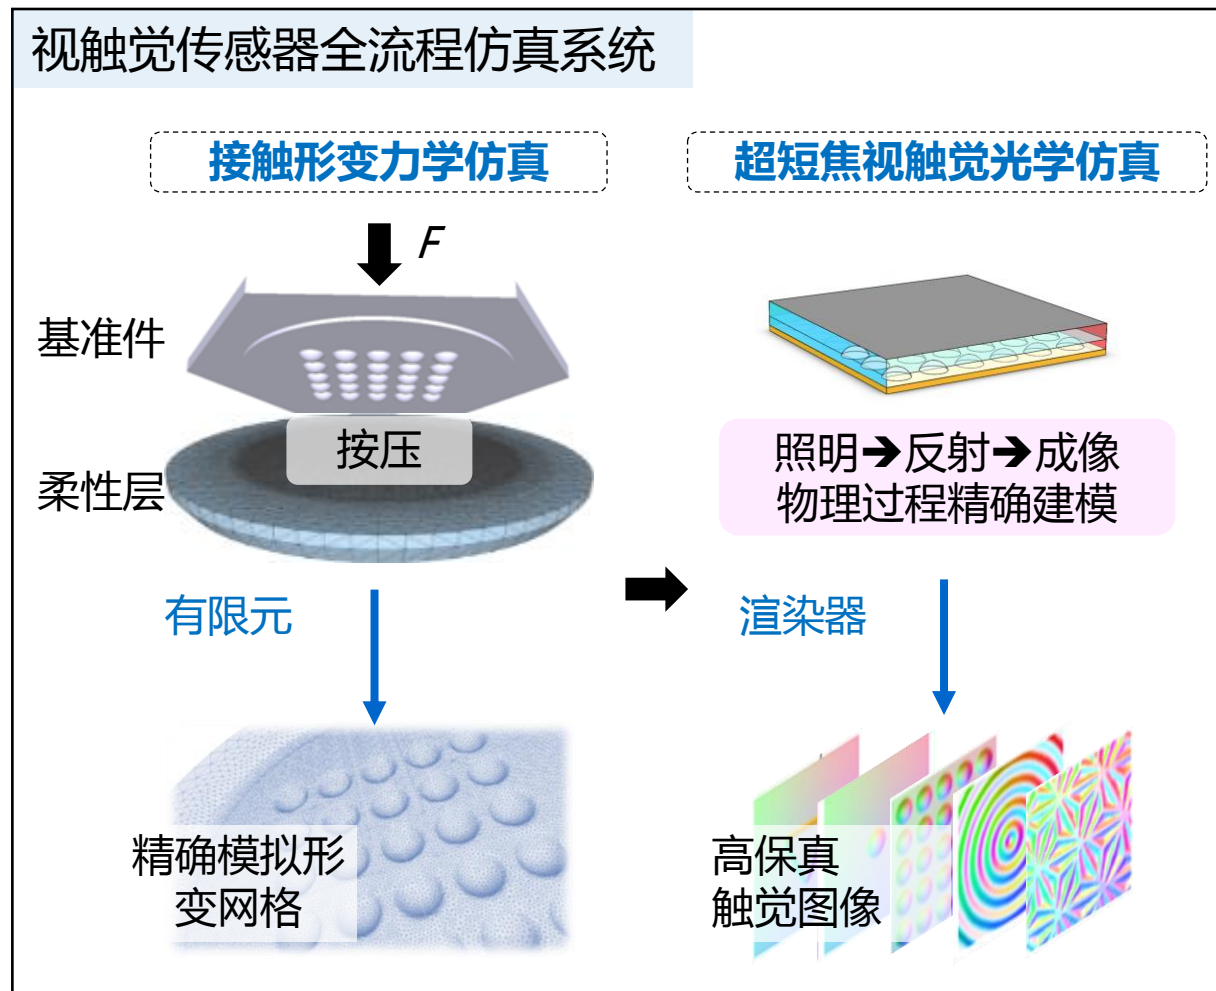 视触觉传感器全流程仿真系统
接触形变力学仿真
F
基准件
按压
柔性层
有限元
精确模拟形
变网格
超短焦视触觉光学仿真
照明➔反射➔成像
物理过程精确建模
渲染器
高保真
触觉图像